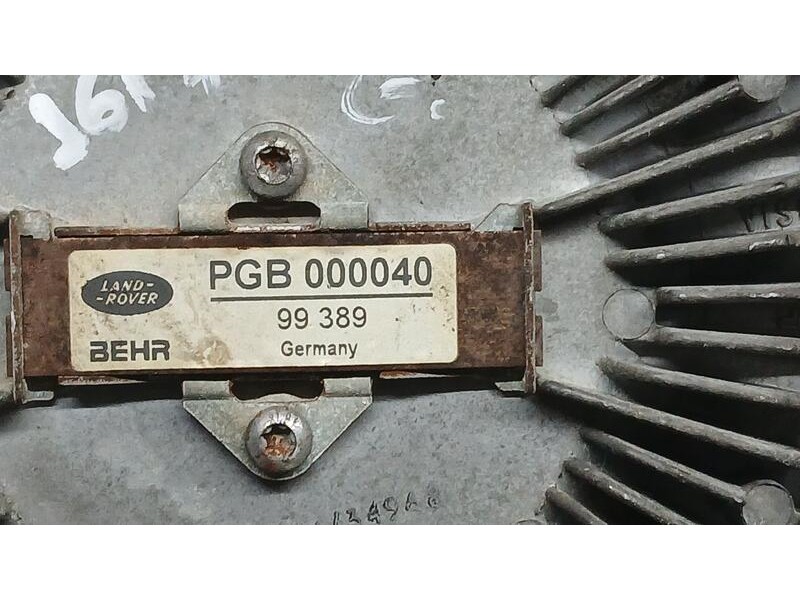 LAND-
-ROVER
PGB 000040
99 389
BEHR
Germany